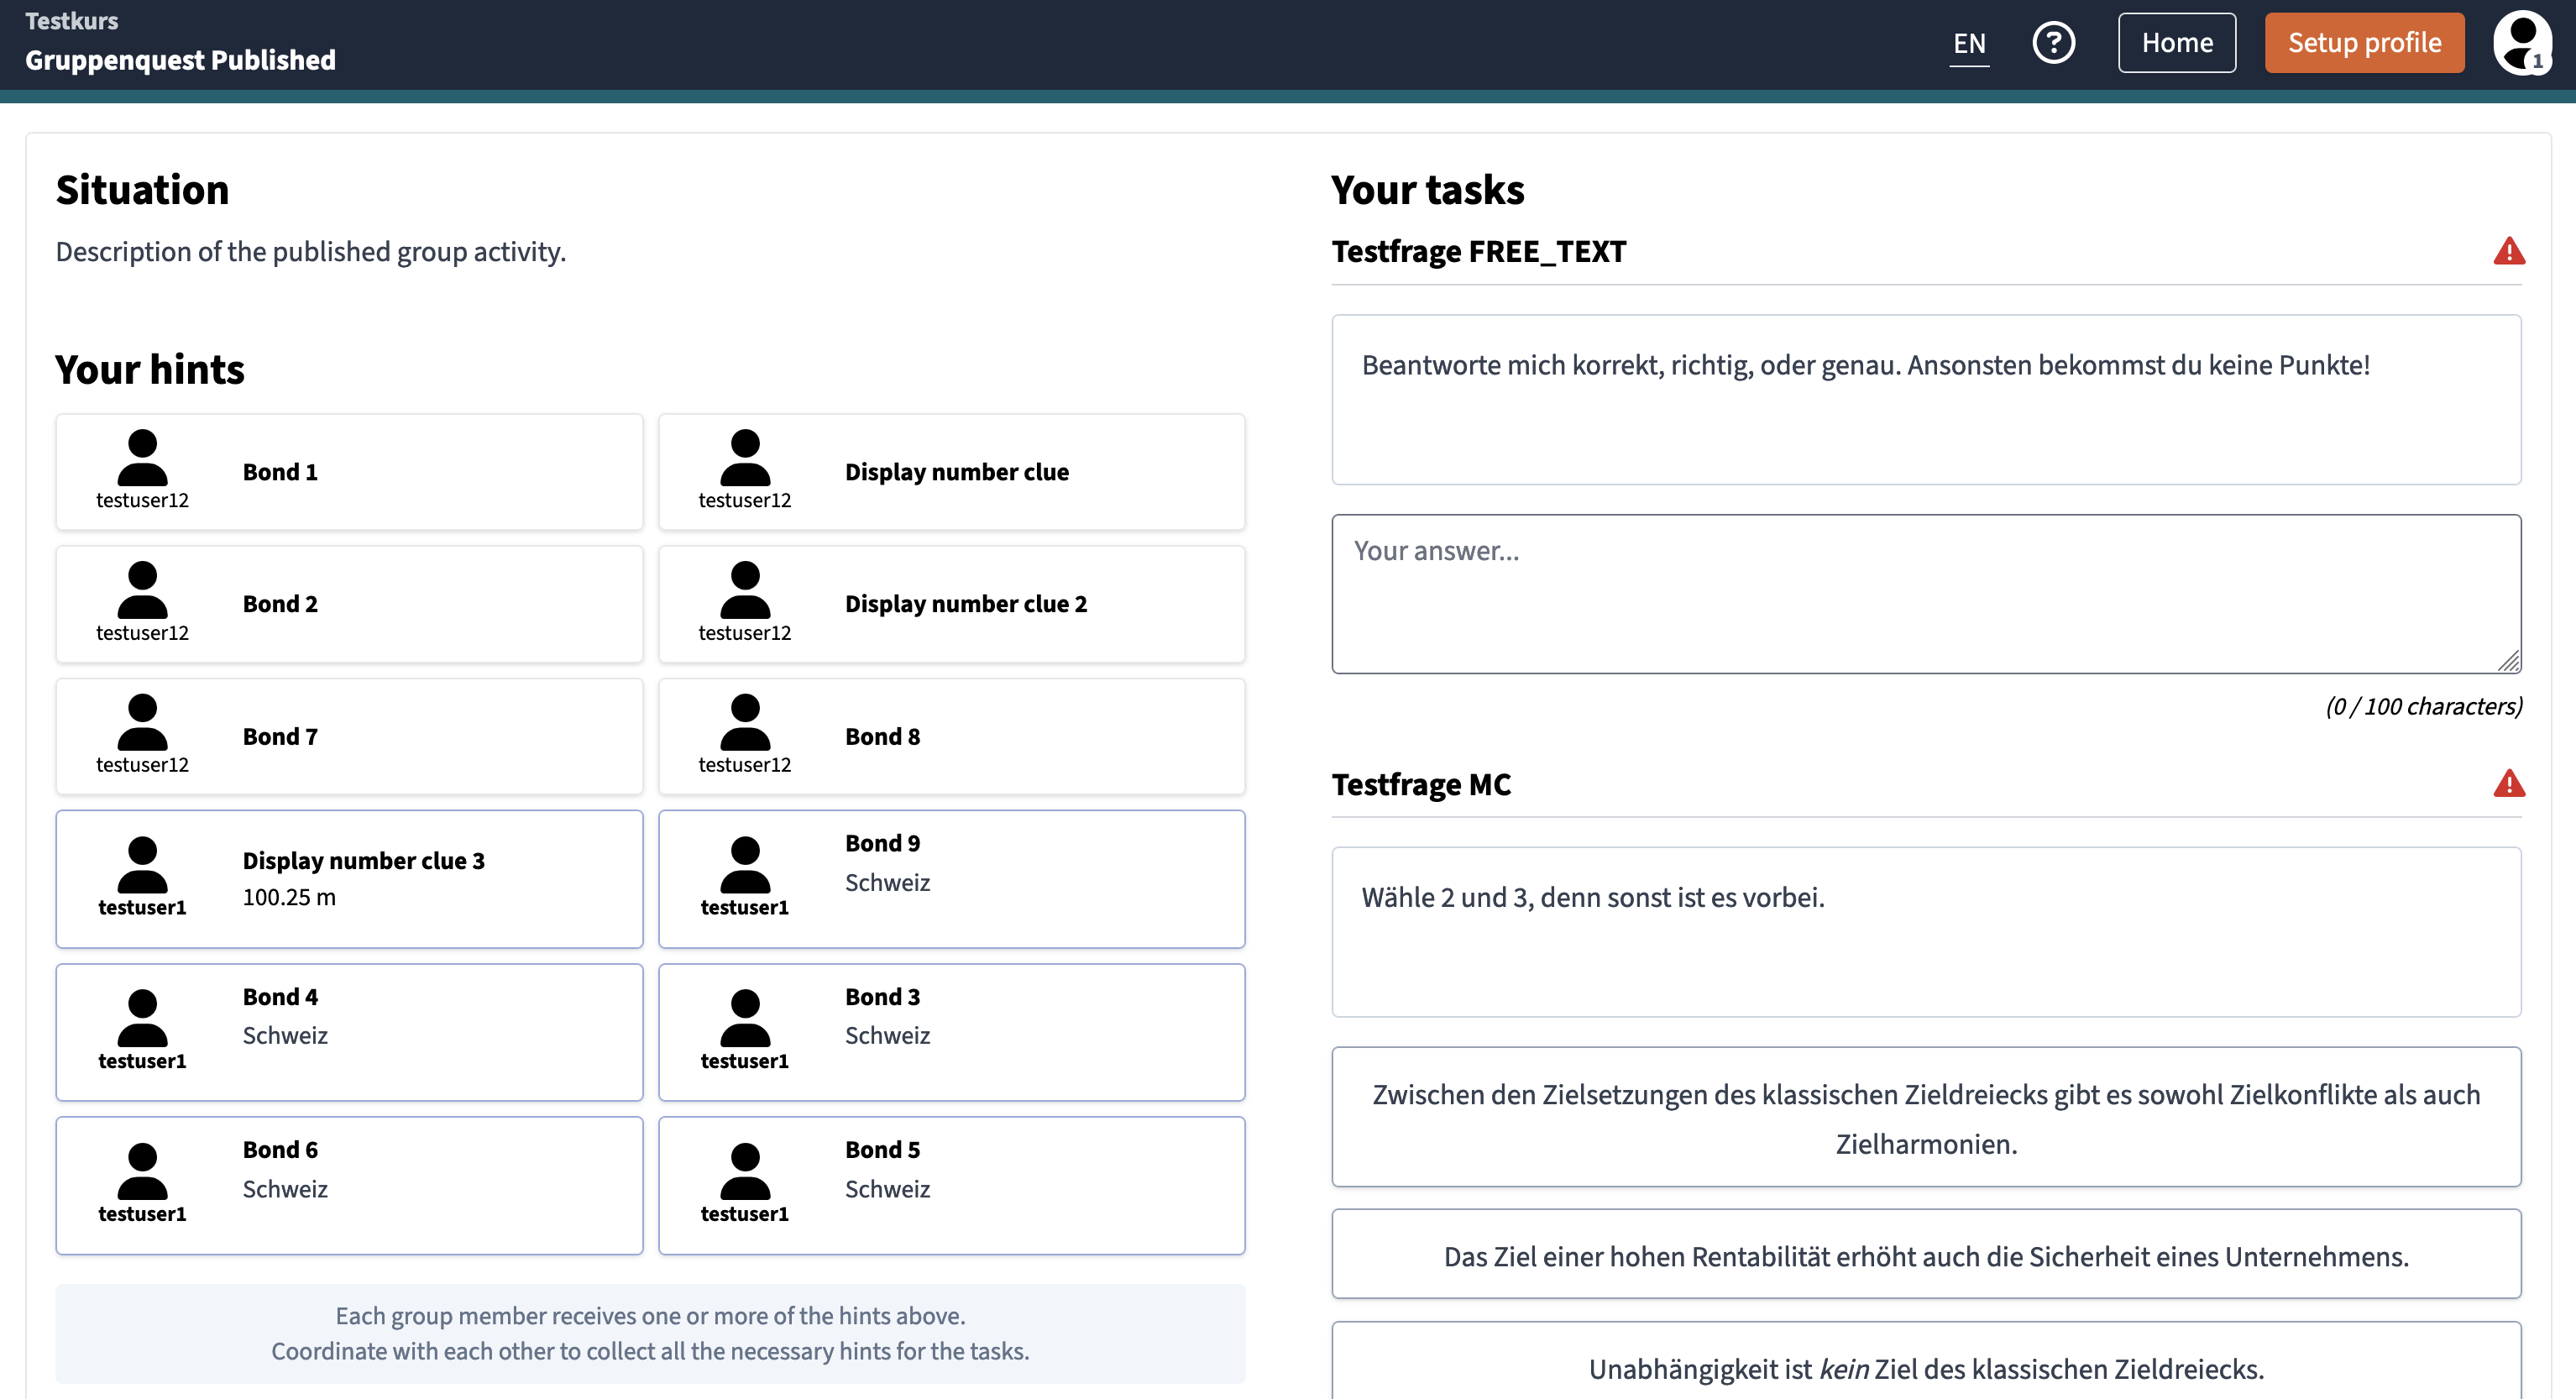 Testkurs
Gruppenquest Published
EN
?
Home
Setup profile
1
Situation
Description of the published group activity.
Your hints
testuser12
Bond 1
testuser12
Display number clue
testuser12
Bond 2
testuser12
Display number clue 2
testuser12
Bond 7
testuser12
Bond 8
testuser1
Display number clue 3
100.25 m
testuser1
Bond 9
Schweiz
testuser1
Bond 4
Schweiz
testuser1
Bond 3
Schweiz
testuser1
Bond 6
Schweiz
testuser1
Bond 5
Schweiz
Each group member receives one or more of the hints above.
Coordinate with each other to collect all the necessary hints for the tasks.
Your tasks
Testfrage FREE_TEXT
Beantworte mich korrekt, richtig, oder genau. Ansonsten bekommst du keine Punkte!
Your answer...
(0 / 100 characters)
Testfrage MC
Wähle 2 und 3, denn sonst ist es vorbei.
Zwischen den Zielsetzungen des klassischen Zieldreiecks gibt es sowohl Zielkonflikte als auch
Zielharmonien.
Das Ziel einer hohen Rentabilität erhöht auch die Sicherheit eines Unternehmens.
Unabhängigkeit ist kein Ziel des klassischen Zieldreiecks.